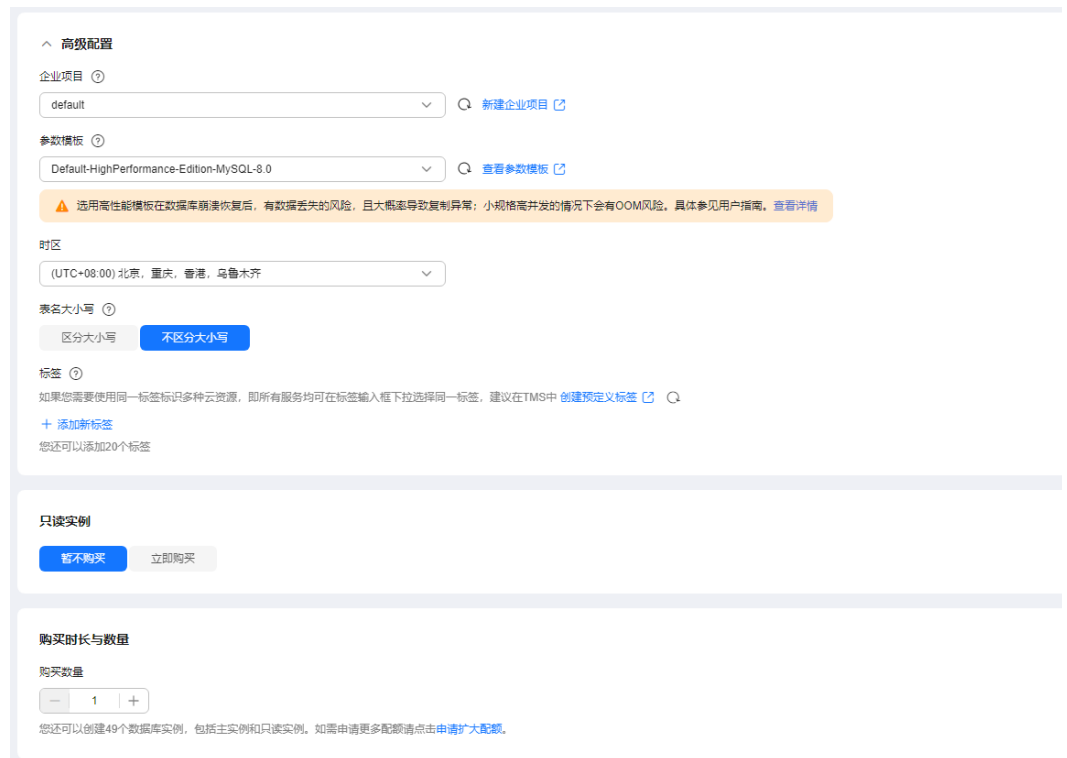 高级配置
企业项目
default 新建企业项目
参数模板
Default-HighPerformance-Edition-MySQL-8.0 查看参数模板
选用高性能模板在数据库崩溃恢复后，有数据丢失的风险，且大概率导致复制异常；小规格高并发的情况下会有OOM风险。具体参见用户指南。查看详情
时区
(UTC+08:00) 北京，重庆，香港，乌鲁木齐
表名大小写
区分大小写 不区分大小写
标签
如果您需要使用同一标签标识多种云资源，即所有服务均可在标签输入框下拉选择同一标签，建议在TMS中 创建预定义标签
+ 添加新标签
您还可以添加20个标签
只读实例
暂不购买 立即购买
购买时长与数量
购买数量
— 1 +
您还可以创建49个数据库实例，包括主实例和只读实例。如需申请更多配额请点击申请扩大配额。